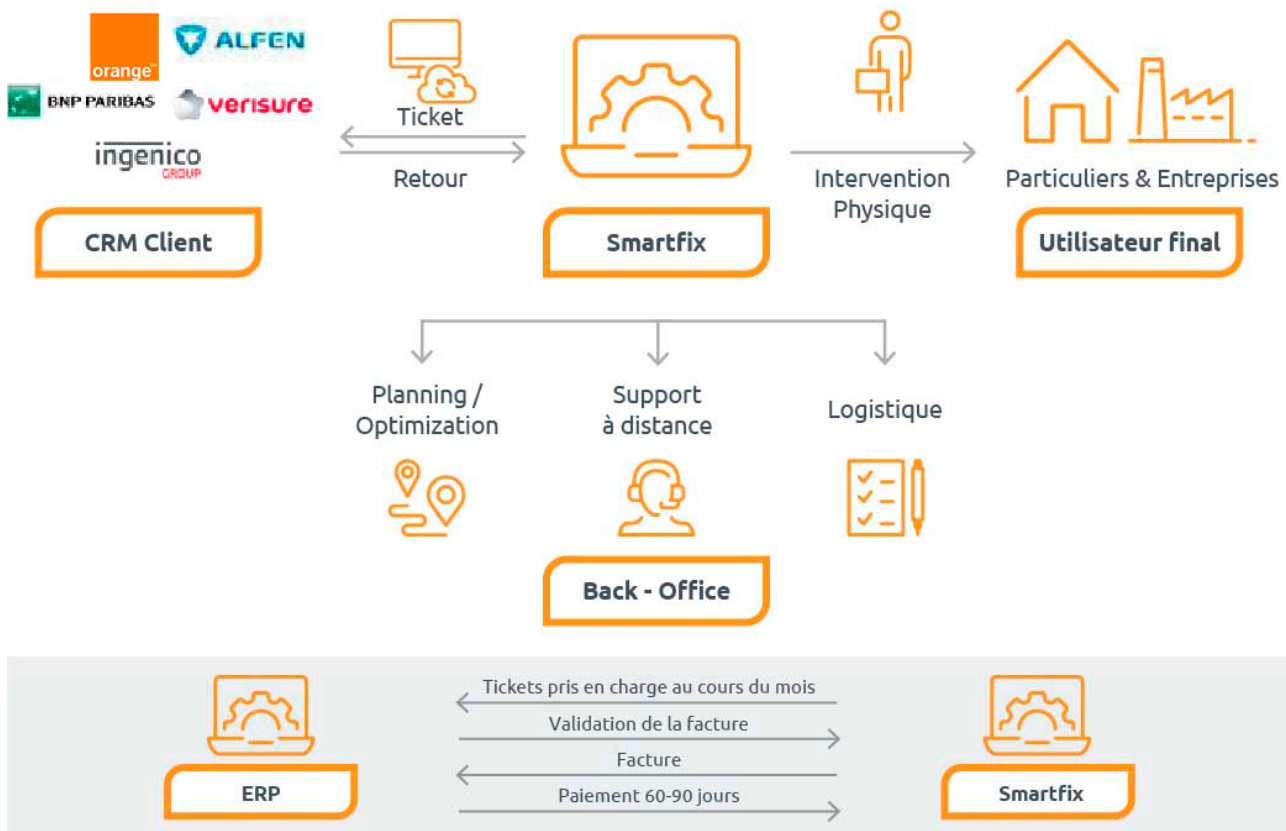 orange™
ALFEN
BNP PARIBAS
verisure
ingenico
GROUP
CRM Client
Ticket
Retour
Smartfix
Intervention
Physique
Particuliers & Entreprises
Utilisateur final
Planning /
Optimization
Support
à distance
Logistique
Back - Office
Tickets pris en charge au cours du mois
Validation de la facture
Facture
Paiement 60-90 jours
ERP
Smartfix